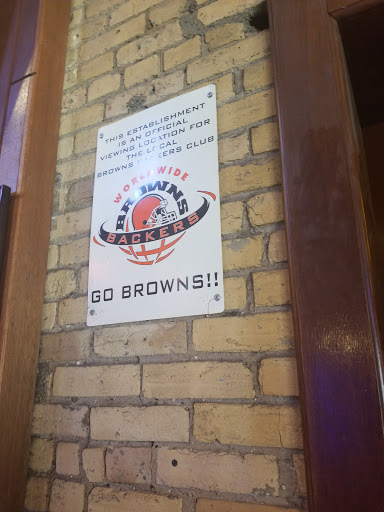 THIS ESTABLISHMENT
IS AN OFFICIAL
VIEWING LOCATION FOR
THE LOCAL
BROWNS BACKERS CLUB
WORLDWIDE
BROWNS
BACKERS
GO BROWNS!!